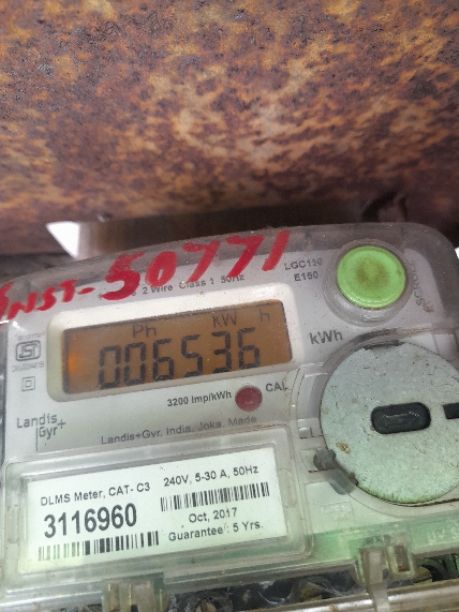 INST-50771
2 Wire Class 1 50Hz
LGC110
E150
Ph kW h
006536
kWh
3200 Imp/kWh
CAL
Landis
Gyr+
Landis+Gyr, India, Joka, Made
DLMS Meter, CAT- C3
240V, 5-30 A, 50Hz
3116960
Oct, 2017
Guarantee: 5 Yrs.